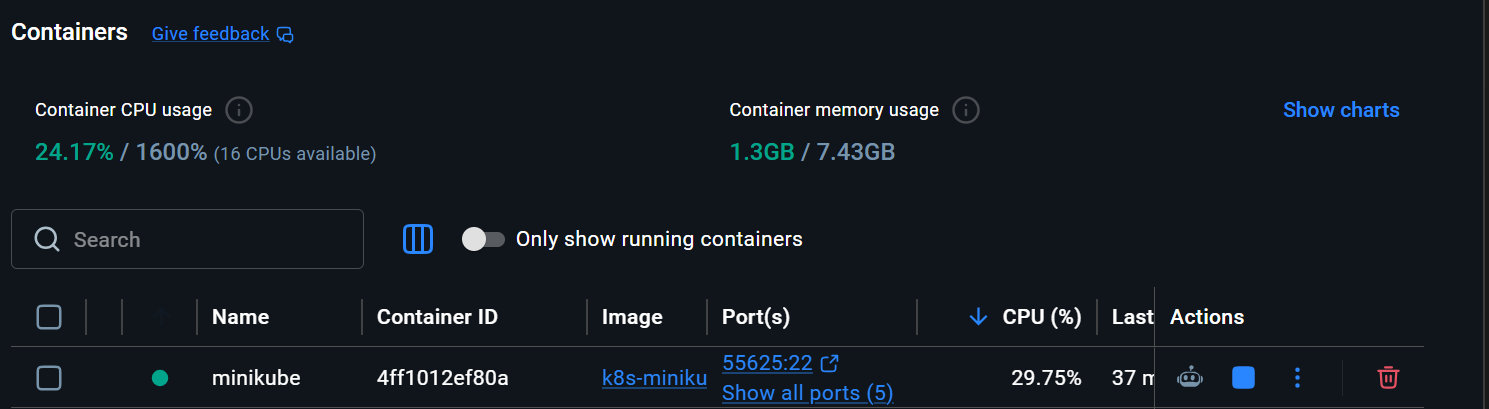 Containers Give feedback
Container CPU usage
24.17% / 1600% (16 CPUs available)
Container memory usage
1.3GB / 7.43GB
Show charts
Search
Only show running containers
Name Container ID Image Port(s) CPU (%) Last Actions
minikube 4ff1012ef80a k8s-miniku 55625:22 29.75% 37 m
Show all ports (5)